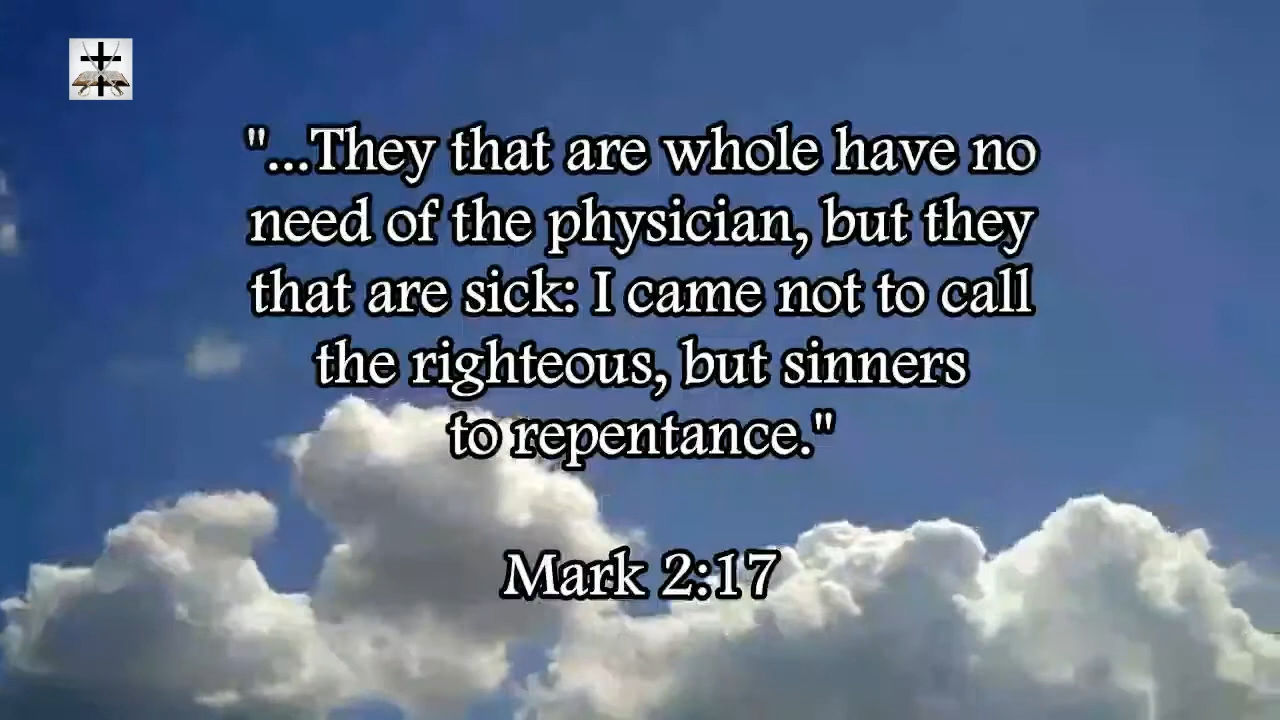 "...They that are whole have no
need of the physician, but they
that are sick: I came not to call
the righteous, but sinners
to repentance."
Mark 2:17